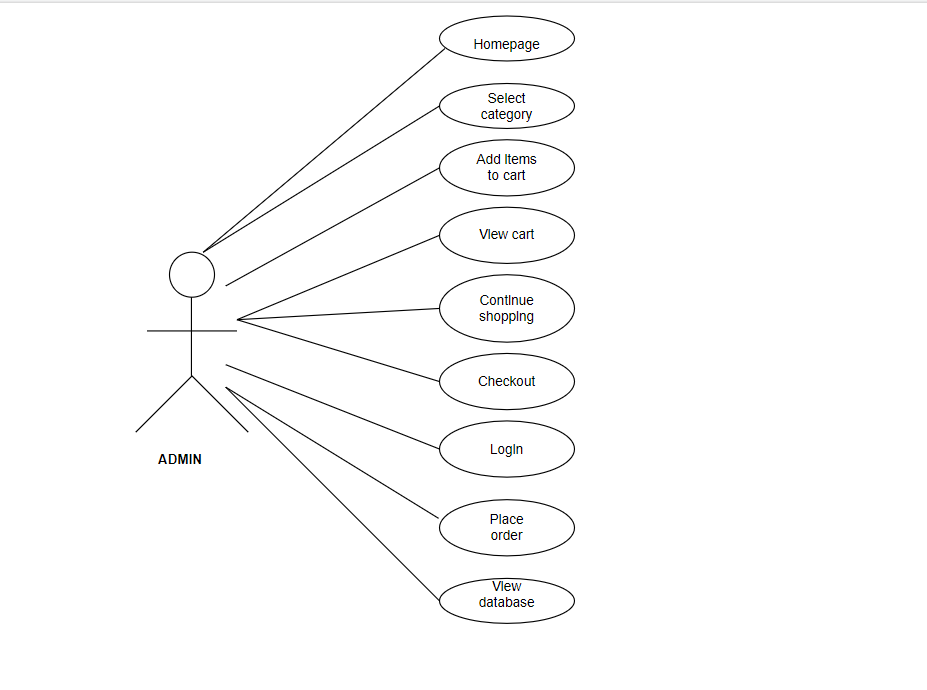 Homepage
Select
category
Add Items
to cart
View cart
Continue
shopping
Checkout
Login
ADMIN
Place
order
View
database